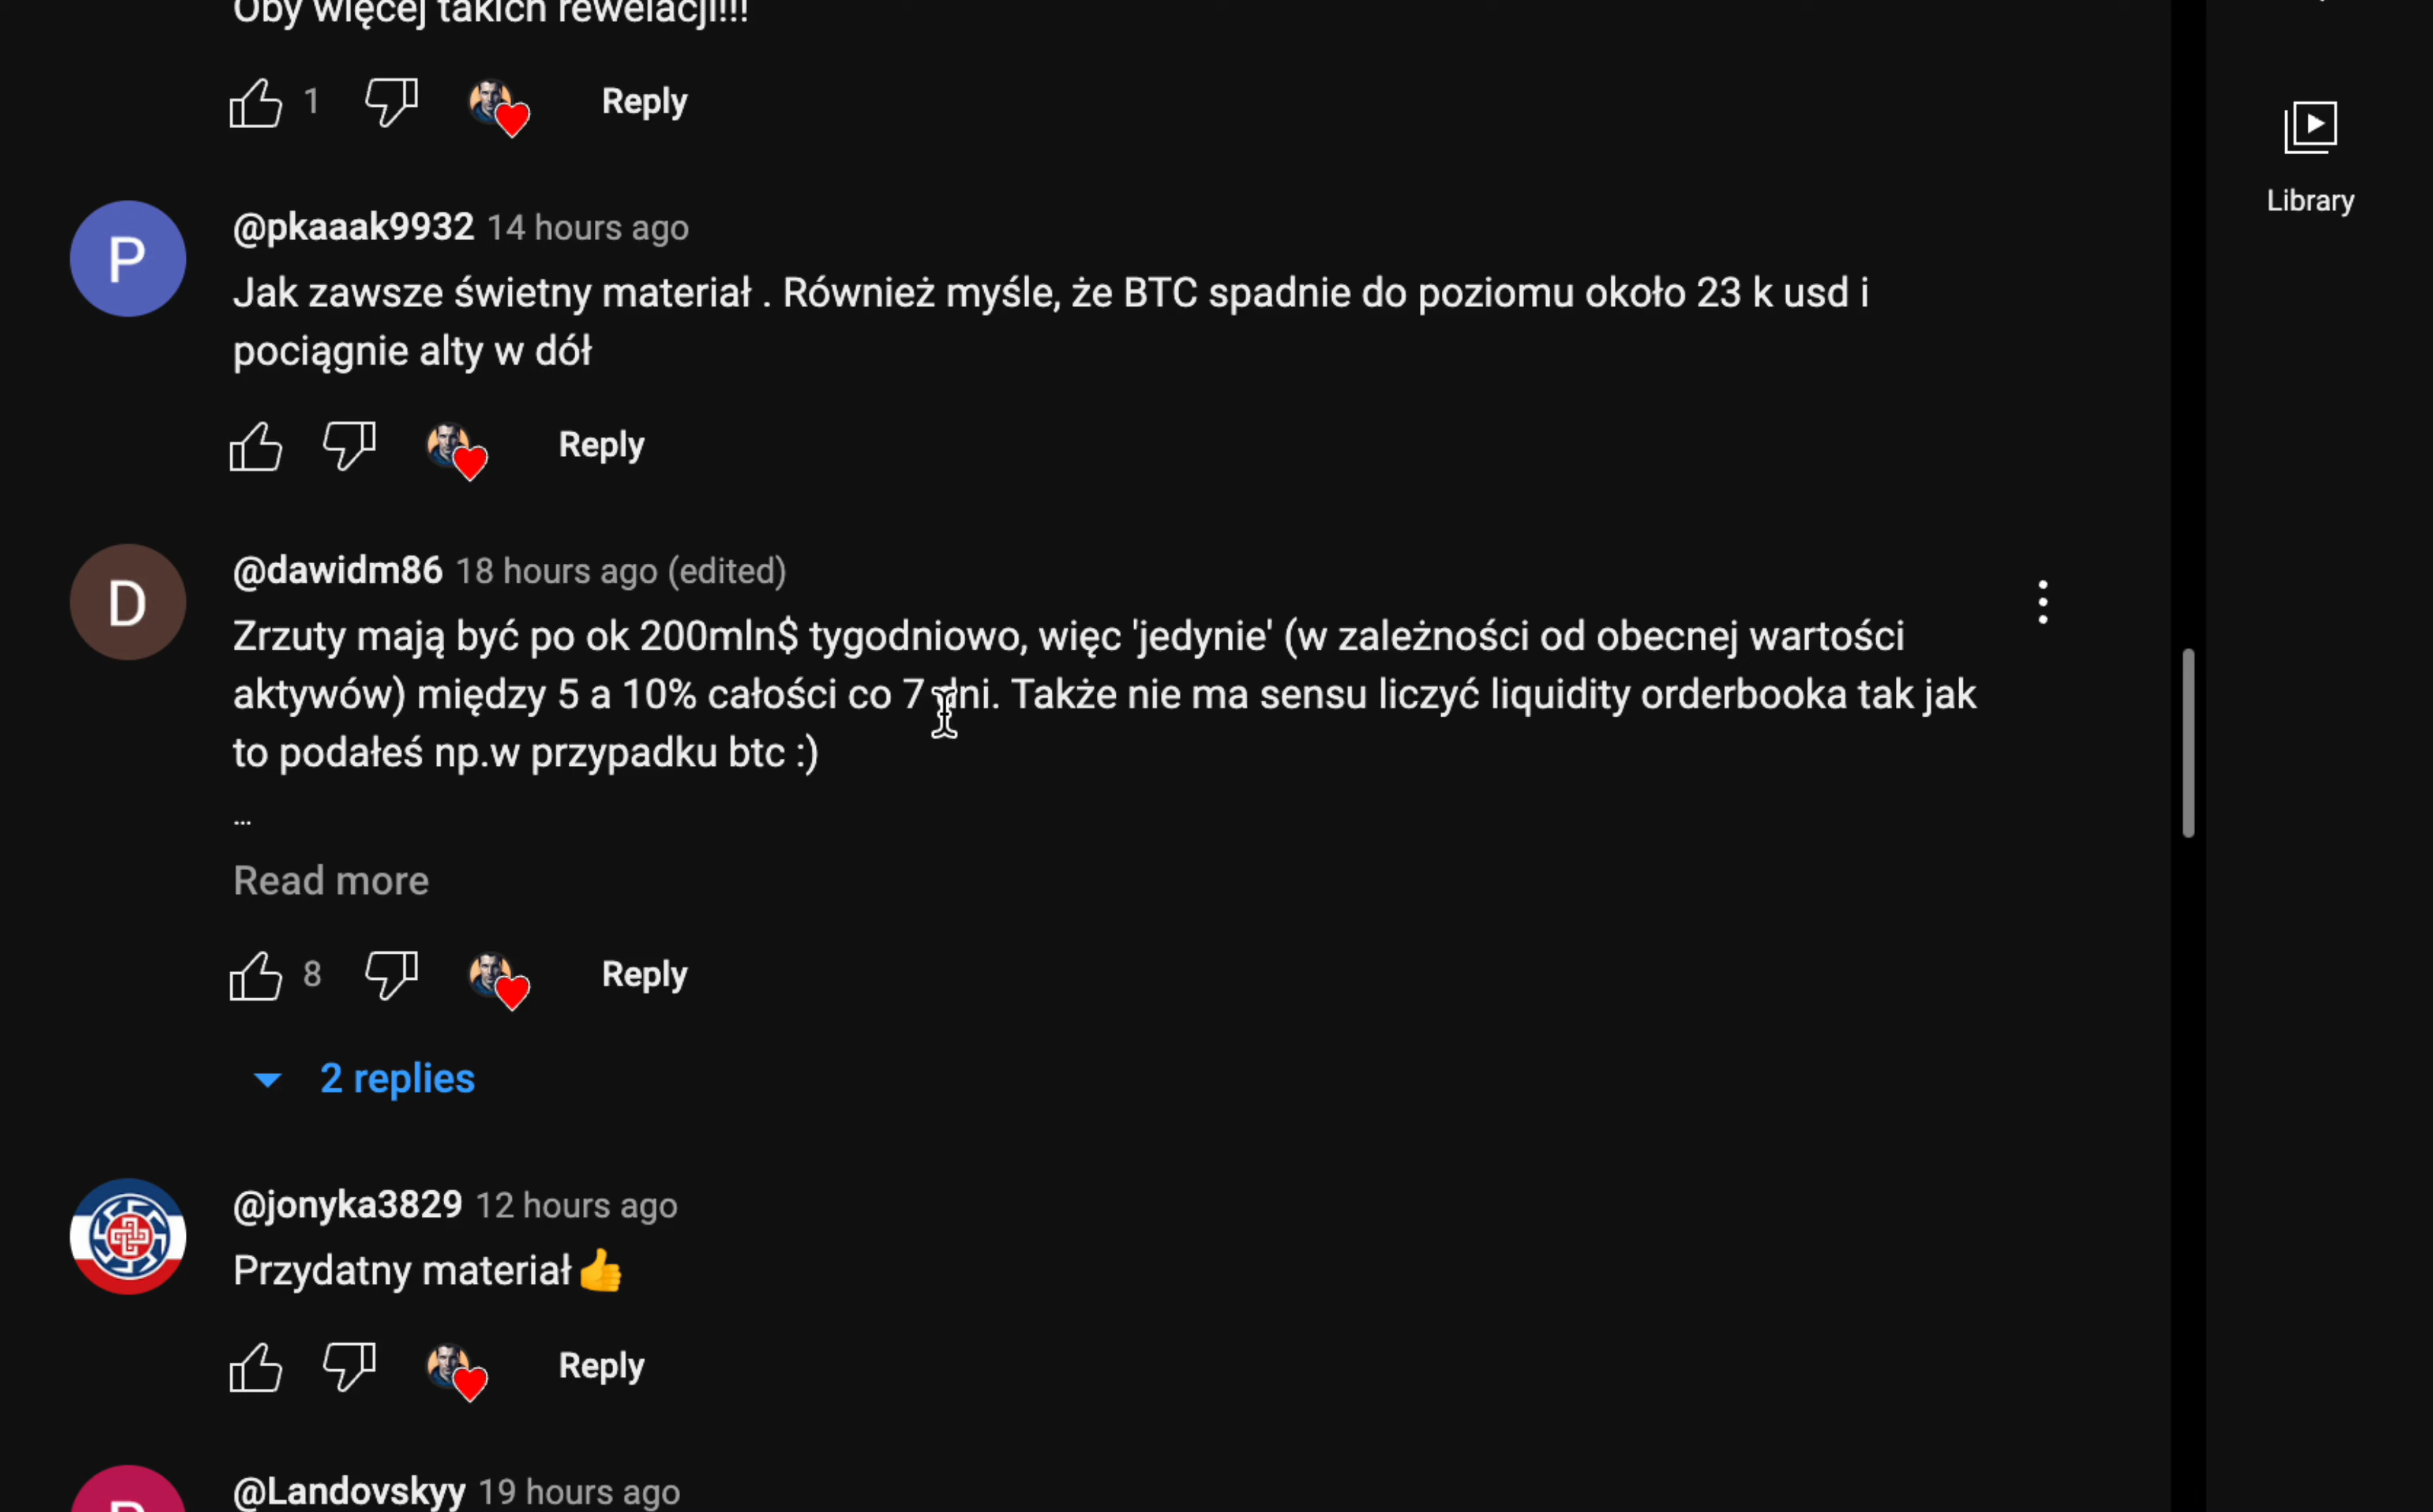 Oby więcej takich rewelacji!!!
1 Reply
Library
P
@pkaaak9932 14 hours ago
Jak zawsze świetny materiał . Również myśle, że BTC spadnie do poziomu około 23 k usd i
pociągnie alty w dół
Reply
D
@dawidm86 18 hours ago (edited)
Zrzuty mają być po ok 200mln$ tygodniowo, więc 'jedynie' (w zależności od obecnej wartości
aktywów) między 5 a 10% całości co 7 dni. Także nie ma sensu liczyć liquidity orderbooka tak jak
to podałeś np.w przypadku btc :)
...
Read more
8 Reply
2 replies
@jonyka3829 12 hours ago
Przydatny materiał👍
Reply
@Landovskyy 19 hours ago